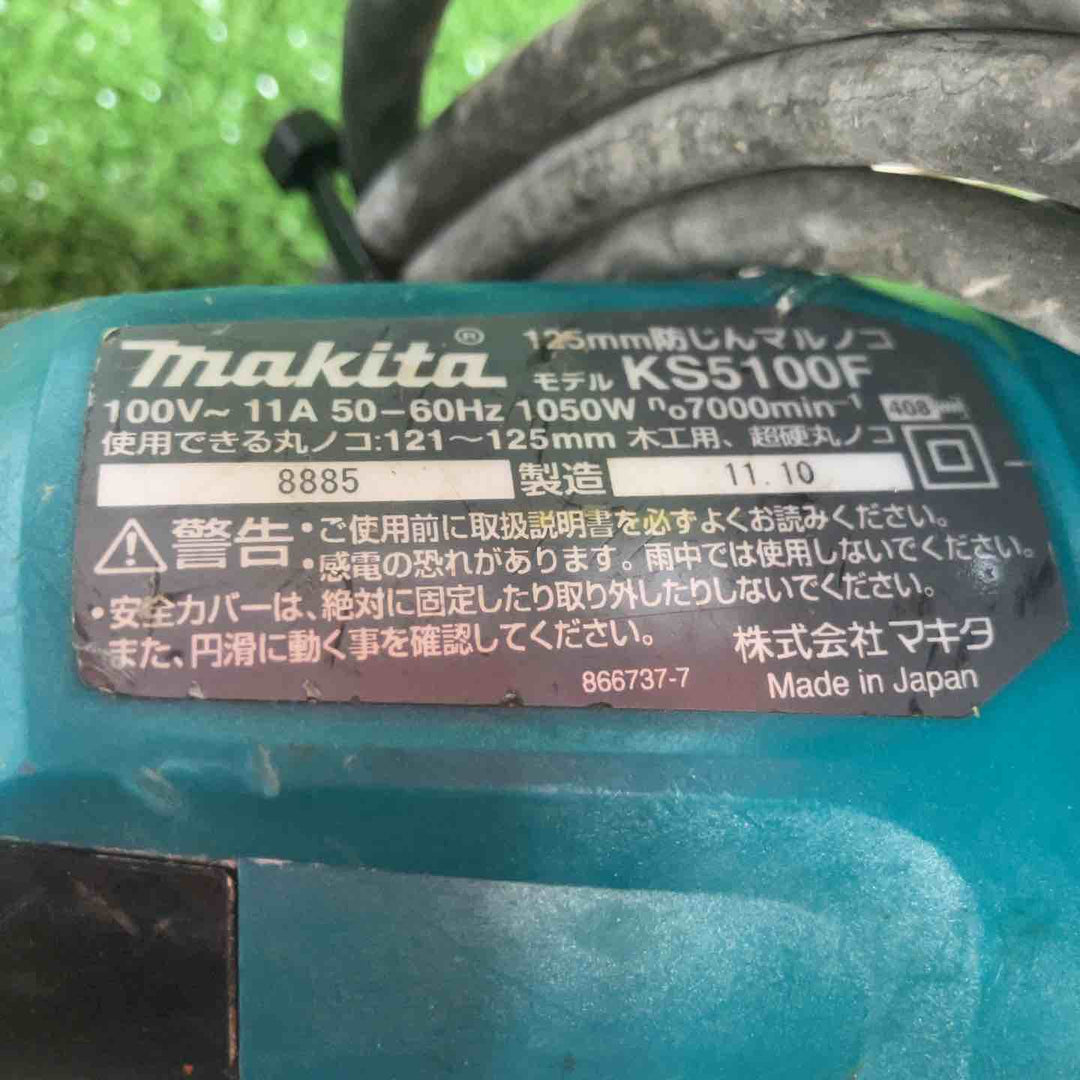 makita® 125mm防じんマルノコ
モデル KS5100F
100V~ 11A 50-60Hz 1050W n₀7000min⁻¹
使用できる丸ノコ:121～125mm 木工用、超硬丸ノコ
8885 製造 11.10
警告 ・ご使用前に取扱説明書を必ずよくお読みください。
・感電の恐れがあります。雨中では使用しないでください。
・安全カバーは、絶対に固定したり取り外したりしないでください。
また、円滑に動く事を確認してください。
株式会社マキタ
866737-7 Made in Japan